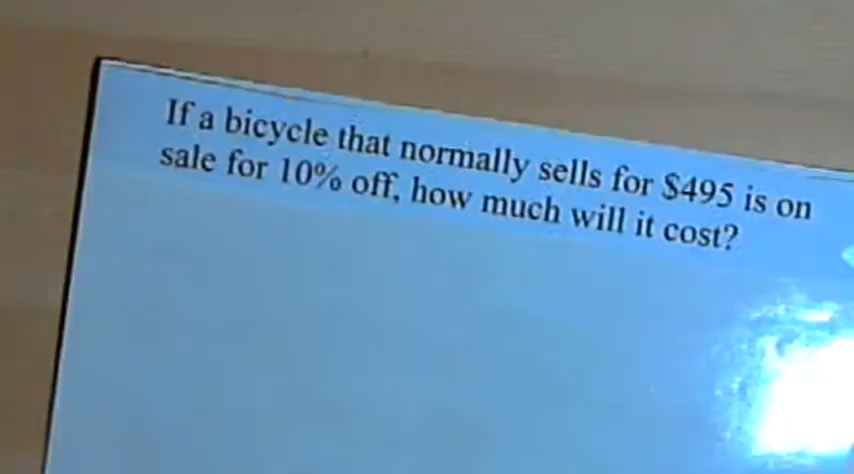 If a bicycle that normally sells for $495 is on
sale for 10% off, how much will it cost?